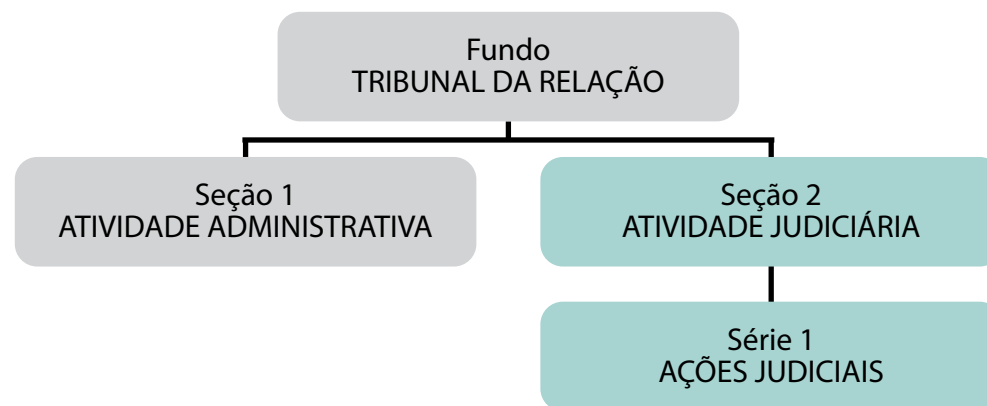 Fundo
TRIBUNAL DA RELAÇÃO
Seção 1
ATIVIDADE ADMINISTRATIVA
Seção 2
ATIVIDADE JUDICIÁRIA
Série 1
AÇÕES JUDICIAIS